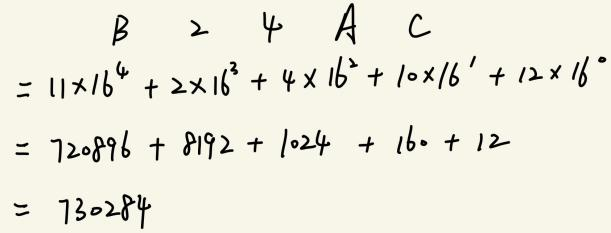 B 2 4 A C
= 11×16⁴ + 2×16³ + 4×16² + 10×16¹ + 12×16⁰
= 720896 + 8192 + 1024 + 160 + 12
= 730284